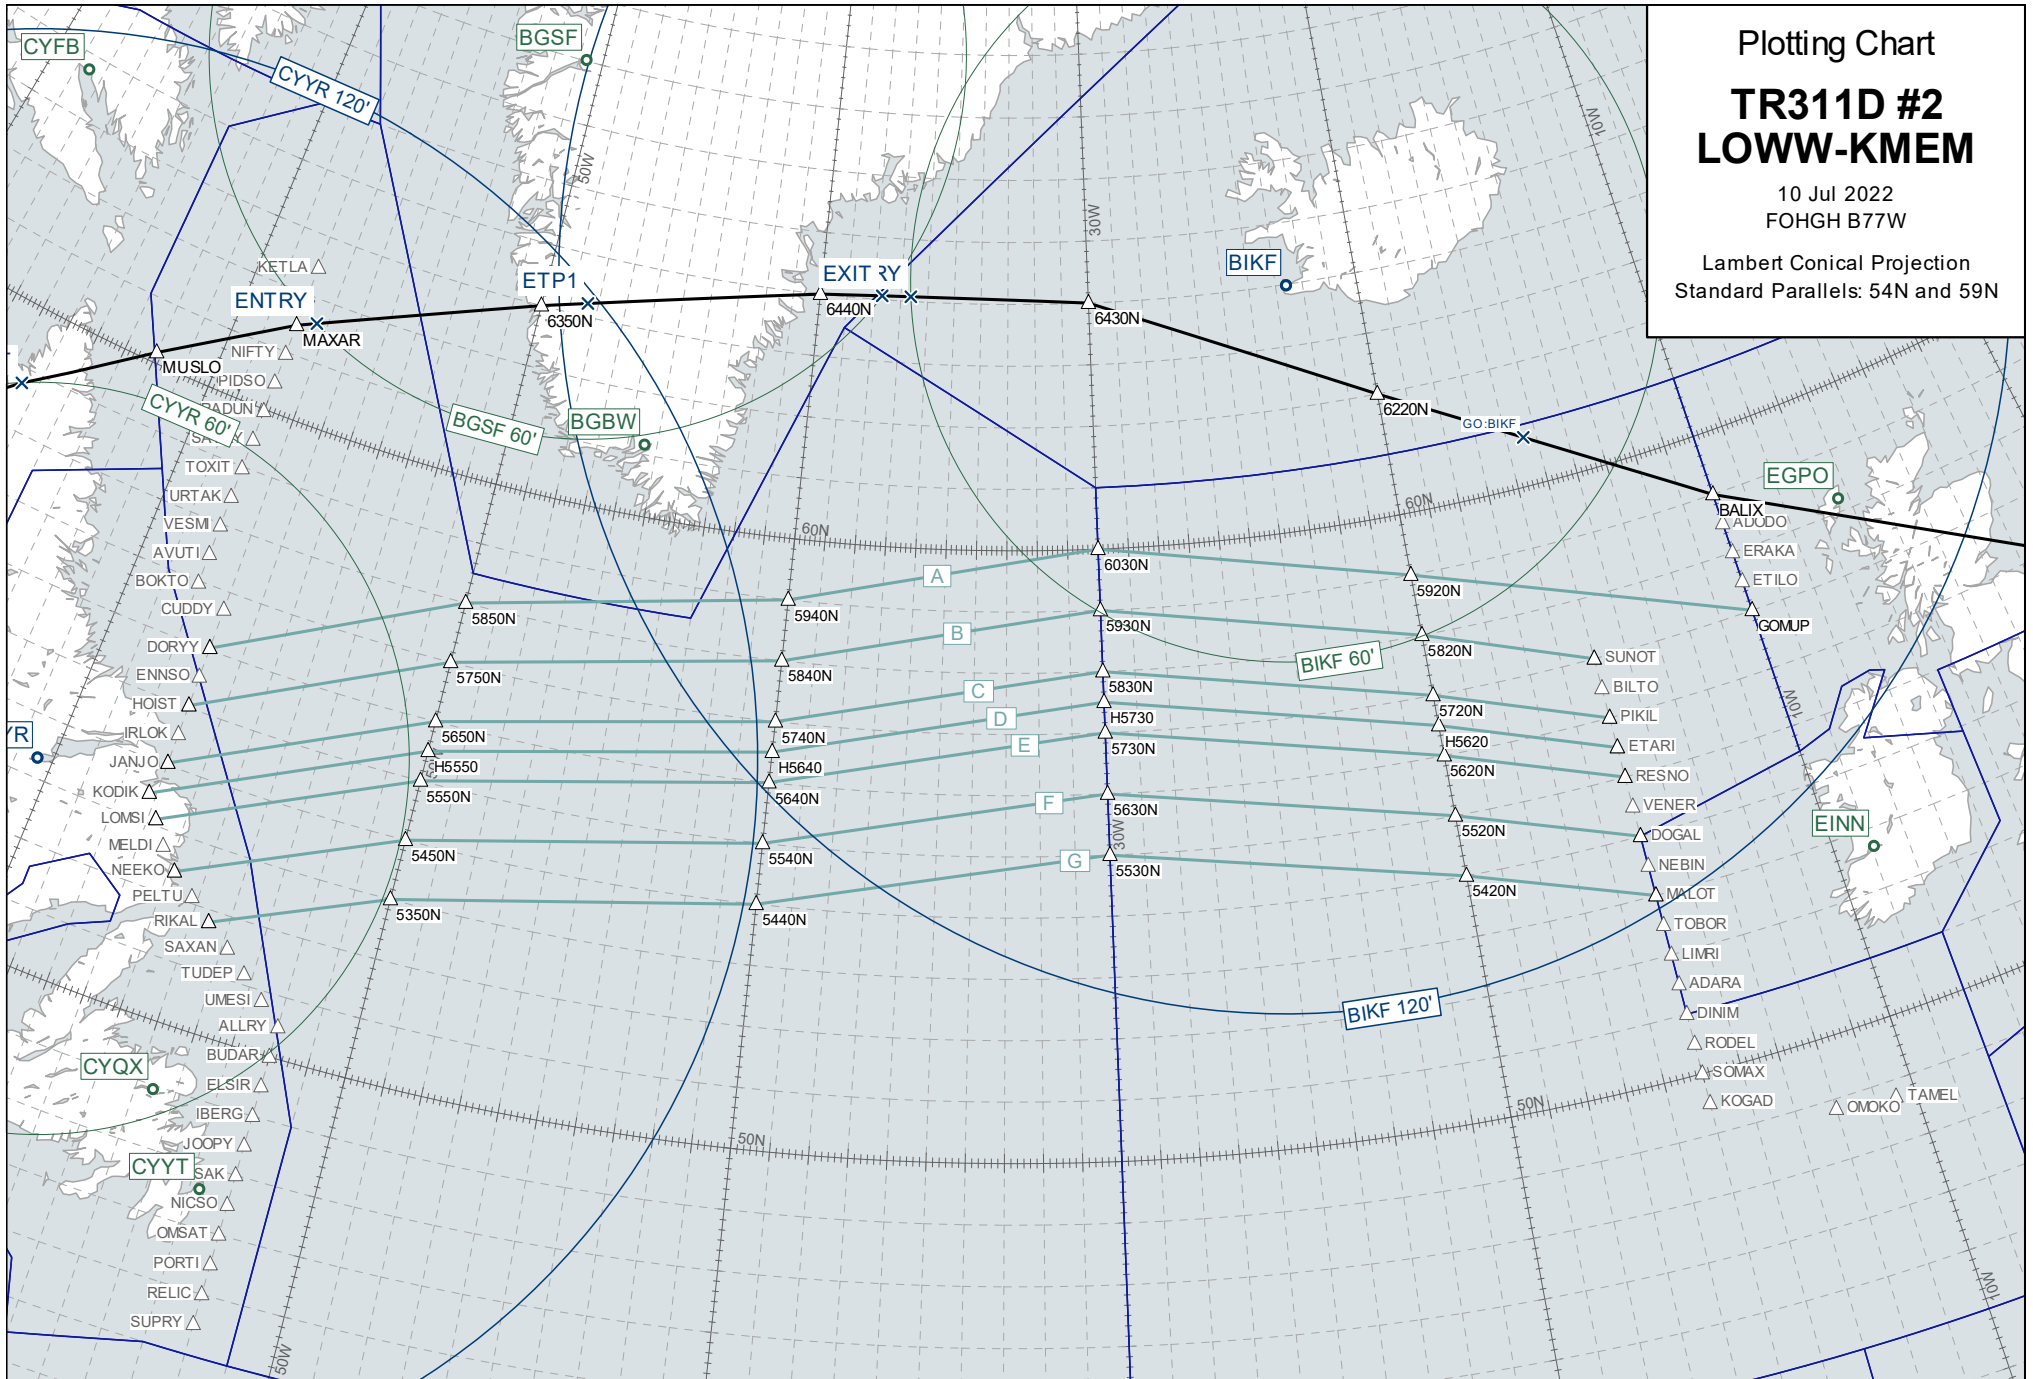 Plotting Chart
TR311D #2
LOWW-KMEM
10 Jul 2022
FOHGH B77W
Lambert Conical Projection
Standard Parallels: 54N and 59N
CYFB
CYYR 120'
BGSF
50W
30W
10W
BIKF
KETLA
ENTRY
MAXAR
ETP1
6350N
EXIT
6440N
6430N
MUSLO
NIFTY
PIDSO
CYYR 60'
BGSF 60'
BGBW
6220N
GO:BIKF
EGPO
BALIX
ADODO
ERAKA
ETILO
GOMUP
TOXIT
URTAK
VESMI
AVUTI
BOKTO
CUDDY
DORYY
ENNSO
HOIST
IRLOK
JANJO
KODIK
LOMSI
MELDI
NEEKO
PELTU
RIKAL
SAXAN
TUDEP
UMESI
ALLRY
BUDAR
ELSIR
IBERG
JOOPY
SAK
NICSO
OMSAT
PORTI
RELIC
SUPRY
CYQX
CYYT
60N
60N
A
6030N
5920N
5850N
5940N
B
5930N
5820N
SUNOT
BILTO
BIKF 60'
5750N
5840N
C
5830N
5720N
PIKIL
5650N
5740N
D
H5730
H5620
ETARI
H5550
H5640
E
5730N
5620N
RESNO
VENER
5550N
5640N
F
5630N
5520N
DOGAL
NEBIN
5450N
5540N
G
30W
5530N
5420N
MALOT
5350N
5440N
TOBOR
LIMRI
ADARA
DINIM
RODEL
SOMAX
KOGAD
OMOKO
TAMEL
EINN
10W
BIKF 120'
50N
50N
50W
10W